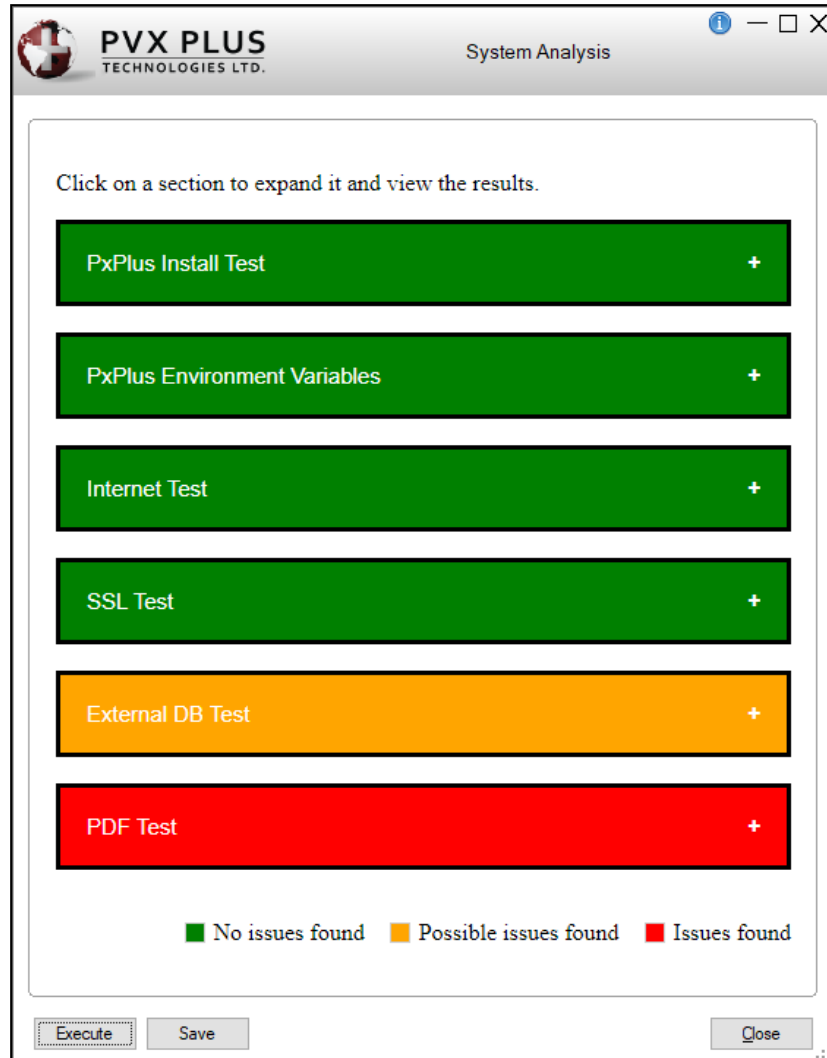 PVX PLUS
TECHNOLOGIES LTD.
System Analysis
Click on a section to expand it and view the results.
PxPlus Install Test +
PxPlus Environment Variables +
Internet Test +
SSL Test +
External DB Test +
PDF Test +
No issues found Possible issues found Issues found
Execute Save Close